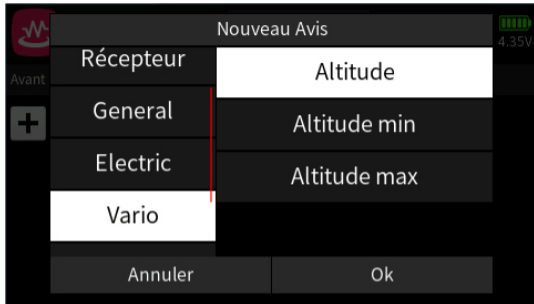 Nouveau Avis
4.35V
Avant
Récepteur
General
Electric
Vario
Altitude
Altitude min
Altitude max
Annuler
Ok